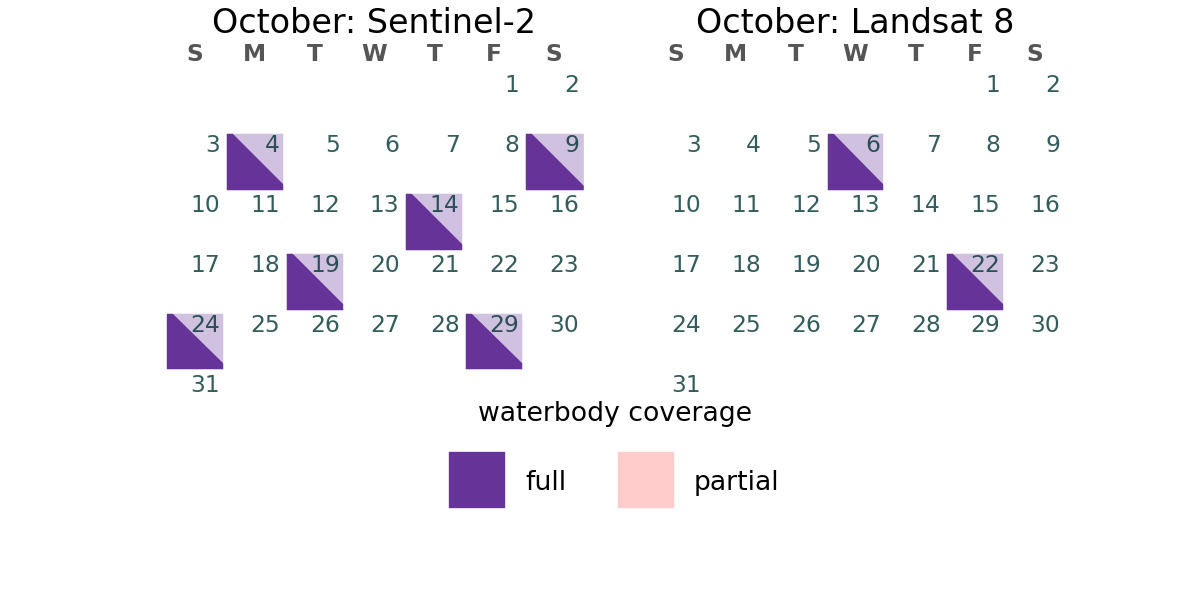 October: Sentinel-2
S M T W T F S
1 2
3 4 5 6 7 8 9
10 11 12 13 14 15 16
17 18 19 20 21 22 23
24 25 26 27 28 29 30
31
October: Landsat 8
S M T W T F S
1 2
3 4 5 6 7 8 9
10 11 12 13 14 15 16
17 18 19 20 21 22 23
24 25 26 27 28 29 30
31
waterbody coverage
full partial